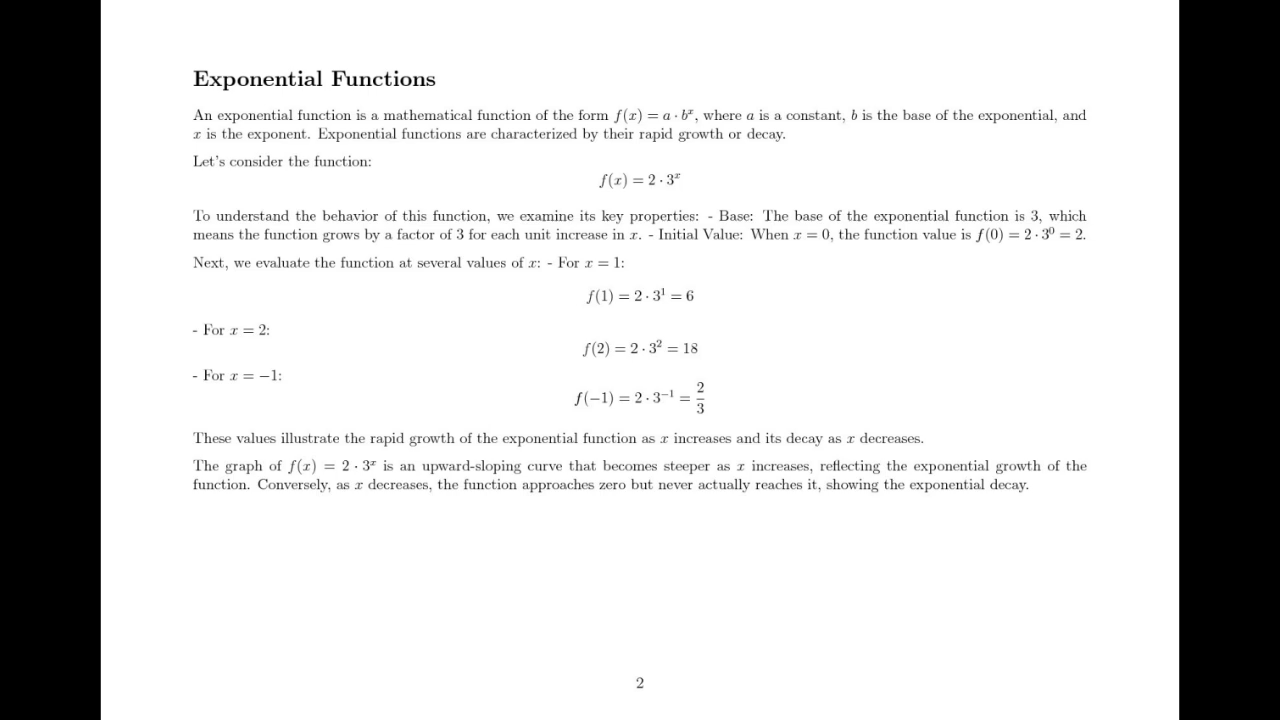 Exponential Functions
An exponential function is a mathematical function of the form f(x) = a · bˣ, where a is a constant, b is the base of the exponential, and
x is the exponent. Exponential functions are characterized by their rapid growth or decay.
Let's consider the function:
f(x) = 2 · 3ˣ
To understand the behavior of this function, we examine its key properties: - Base: The base of the exponential function is 3, which
means the function grows by a factor of 3 for each unit increase in x. - Initial Value: When x = 0, the function value is f(0) = 2 · 3⁰ = 2.
Next, we evaluate the function at several values of x: - For x = 1:
f(1) = 2 · 3¹ = 6
- For x = 2:
f(2) = 2 · 3² = 18
- For x = −1:
f(−1) = 2 · 3⁻¹ = 2/3
These values illustrate the rapid growth of the exponential function as x increases and its decay as x decreases.
The graph of f(x) = 2 · 3ˣ is an upward-sloping curve that becomes steeper as x increases, reflecting the exponential growth of the
function. Conversely, as x decreases, the function approaches zero but never actually reaches it, showing the exponential decay.
2